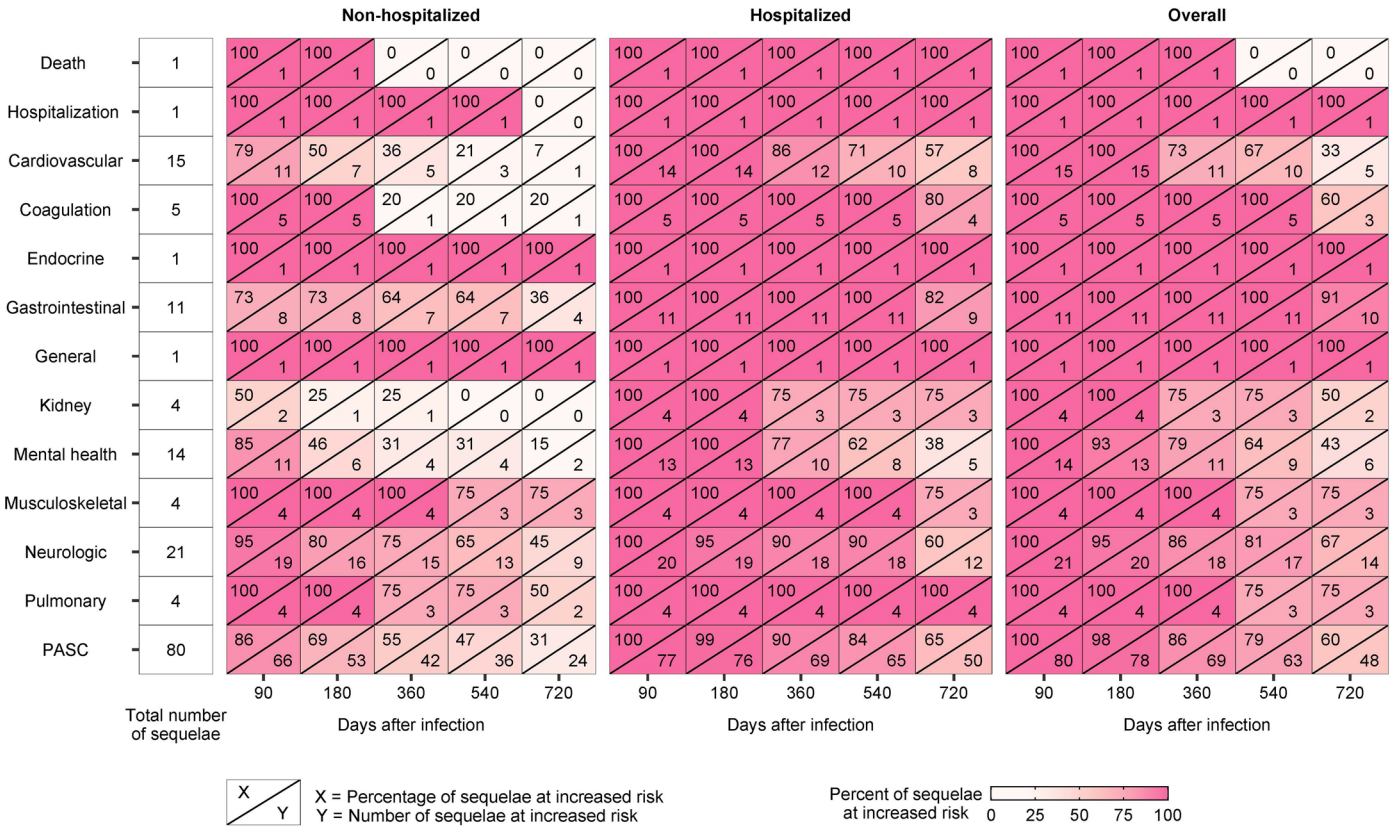 Non-hospitalized Hospitalized Overall
Death 1 100 1 100 1 0 0 0 0 0 0 100 1 100 1 100 1 100 1 100 1 100 1 100 1 100 1 0 0 0 0
Hospitalization 1 100 1 100 1 100 1 100 1 0 0 100 1 100 1 100 1 100 1 100 1 100 1 100 1 100 1 100 1 100 1
Cardiovascular 15 79 11 50 7 36 5 21 3 7 1 100 14 100 14 86 12 71 10 57 8 100 15 100 15 73 11 67 10 33 5
Coagulation 5 100 5 100 5 20 1 20 1 20 1 100 5 100 5 100 5 100 5 80 4 100 5 100 5 100 5 100 5 60 3
Endocrine 1 100 1 100 1 100 1 100 1 100 1 100 1 100 1 100 1 100 1 100 1 100 1 100 1 100 1 100 1 100 1
Gastrointestinal 11 73 8 73 8 64 7 64 7 36 4 100 11 100 11 100 11 100 11 82 9 100 11 100 11 100 11 100 11 91 10
General 1 100 1 100 1 100 1 100 1 100 1 100 1 100 1 100 1 100 1 100 1 100 1 100 1 100 1 100 1 100 1
Kidney 4 50 2 25 1 25 1 0 0 0 0 100 4 100 4 75 3 75 3 75 3 100 4 100 4 75 3 75 3 50 2
Mental health 14 85 11 46 6 31 4 31 4 15 2 100 13 100 13 77 10 62 8 38 5 100 14 93 13 79 11 64 9 43 6
Musculoskeletal 4 100 4 100 4 100 4 75 3 75 3 100 4 100 4 100 4 100 4 75 3 100 4 100 4 100 4 75 3 75 3
Neurologic 21 95 19 80 16 75 15 65 13 45 9 100 20 95 19 90 18 90 18 60 12 100 21 95 20 86 18 81 17 67 14
Pulmonary 4 100 4 100 4 75 3 75 3 50 2 100 4 100 4 100 4 100 4 100 4 100 4 100 4 100 4 75 3 75 3
PASC 80 86 66 69 53 55 42 47 36 31 24 100 77 99 76 90 69 84 65 65 50 100 80 98 78 86 69 79 63 60 48
90 180 360 540 720 90 180 360 540 720 90 180 360 540 720
Total number
of sequelae
Days after infection Days after infection Days after infection
X
Y
X = Percentage of sequelae at increased risk
Y = Number of sequelae at increased risk
Percent of sequelae
at increased risk
0 25 50 75 100